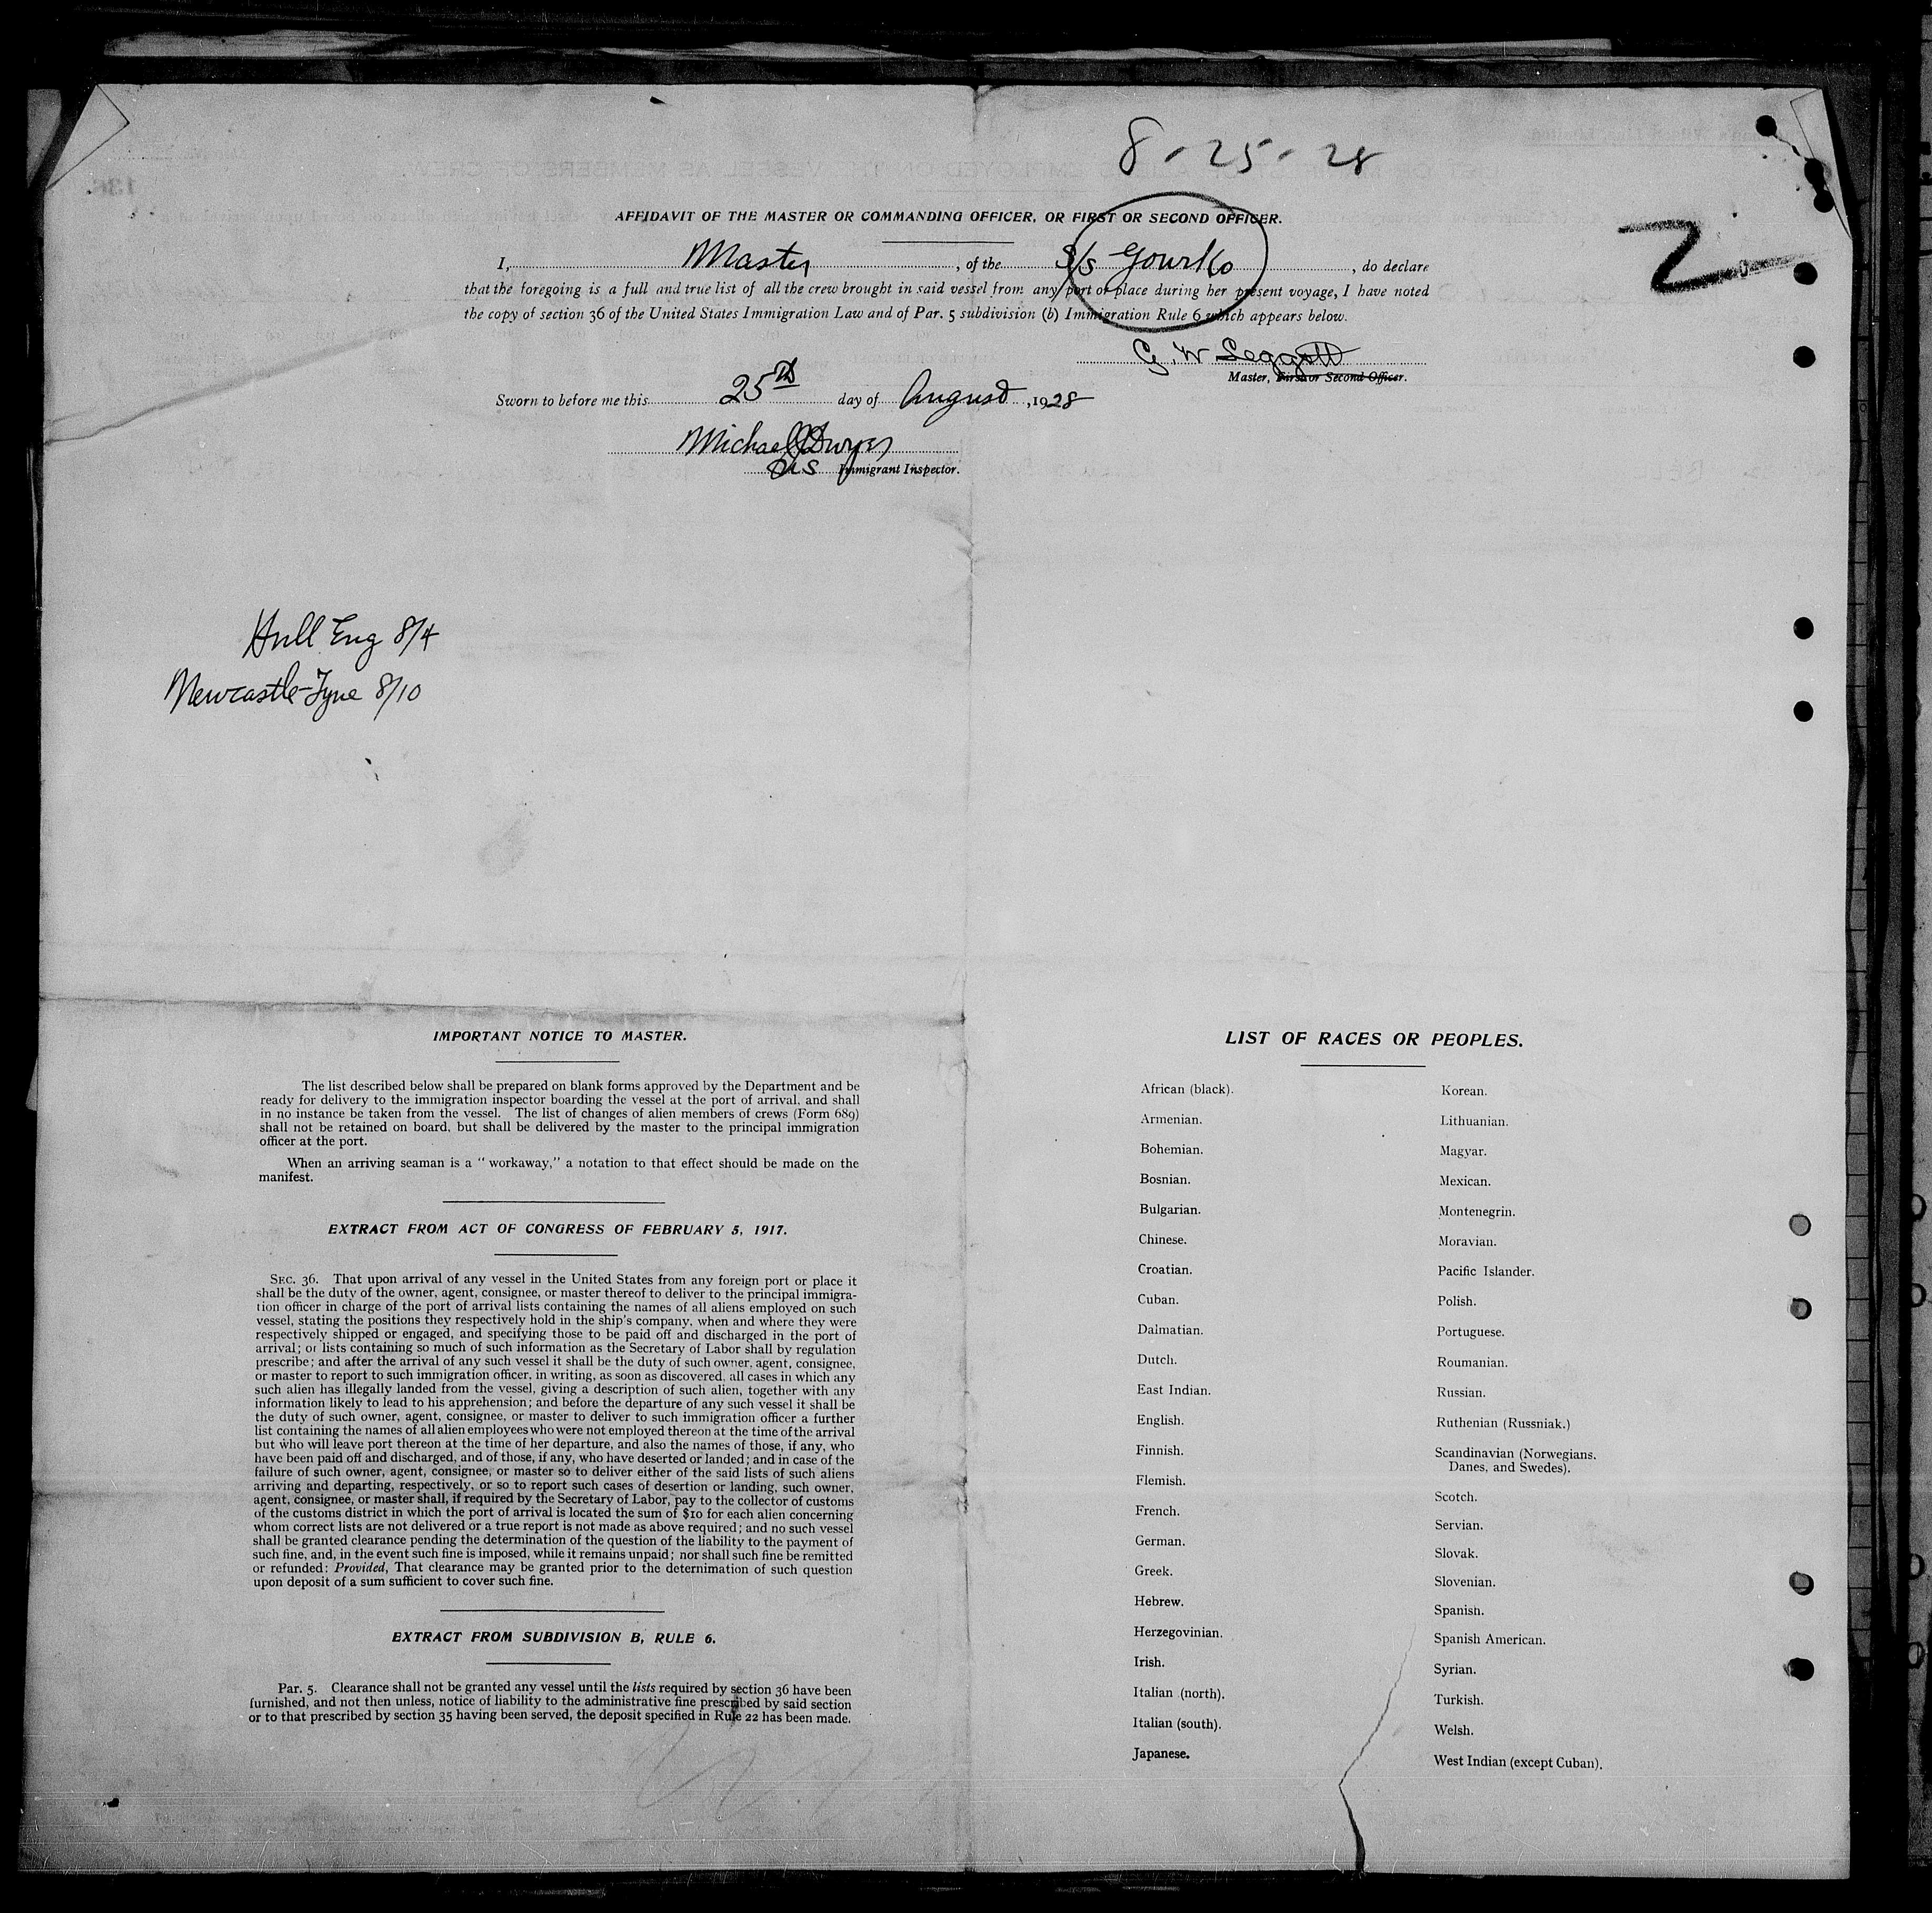 8-25-28
2
AFFIDAVIT OF THE MASTER OR COMMANDING OFFICER, OR FIRST OR SECOND OFFICER.
I, Master, of the S/S Gourko, do declare
that the foregoing is a full and true list of all the crew brought in said vessel from any port or place during her present voyage, I have noted
the copy of section 36 of the United States Immigration Law and of Par. 5 subdivision (b) Immigration Rule 6 which appears below.
G. W Leggott
Master, First or Second Officer.
Sworn to before me this 25th day of August, 1928
Michael Dwyer
US Immigrant Inspector.
Hull Eng 8/4
Newcastle-Tyne 8/10
IMPORTANT NOTICE TO MASTER.
The list described below shall be prepared on blank forms approved by the Department and be
ready for delivery to the immigration inspector boarding the vessel at the port of arrival, and shall
in no instance be taken from the vessel. The list of changes of alien members of crews (Form 689)
shall not be retained on board, but shall be delivered by the master to the principal immigration
officer at the port.
When an arriving seaman is a "workaway," a notation to that effect should be made on the
manifest.
EXTRACT FROM ACT OF CONGRESS OF FEBRUARY 5, 1917.
SEC. 36. That upon arrival of any vessel in the United States from any foreign port or place it
shall be the duty of the owner, agent, consignee, or master thereof to deliver to the principal immigra-
tion officer in charge of the port of arrival lists containing the names of all aliens employed on such
vessel, stating the positions they respectively hold in the ship's company, when and where they were
respectively shipped or engaged, and specifying those to be paid off and discharged in the port of
arrival; or lists containing so much of such information as the Secretary of Labor shall by regulation
prescribe; and after the arrival of any such vessel it shall be the duty of such owner, agent, consignee,
or master to report to such immigration officer, in writing, as soon as discovered, all cases in which any
such alien has illegally landed from the vessel, giving a description of such alien, together with any
information likely to lead to his apprehension; and before the departure of any such vessel it shall be
the duty of such owner, agent, consignee, or master to deliver to such immigration officer a further
list containing the names of all alien employees who were not employed thereon at the time of the arrival
but who will leave port thereon at the time of her departure, and also the names of those, if any, who
have been paid off and discharged, and of those, if any, who have deserted or landed; and in case of the
failure of such owner, agent, consignee, or master so to deliver either of the said lists of such aliens
arriving and departing, respectively, or so to report such cases of desertion or landing, such owner,
agent, consignee, or master shall, if required by the Secretary of Labor, pay to the collector of customs
of the customs district in which the port of arrival is located the sum of $10 for each alien concerning
whom correct lists are not delivered or a true report is not made as above required; and no such vessel
shall be granted clearance pending the determination of the question of the liability to the payment of
such fine, and, in the event such fine is imposed, while it remains unpaid; nor shall such fine be remitted
or refunded: Provided, That clearance may be granted prior to the deternimation of such question
upon deposit of a sum sufficient to cover such fine.
EXTRACT FROM SUBDIVISION B, RULE 6.
Par. 5. Clearance shall not be granted any vessel until the lists required by section 36 have been
furnished, and not then unless, notice of liability to the administrative fine prescribed by said section
or to that prescribed by section 35 having been served, the deposit specified in Rule 22 has been made.
LIST OF RACES OR PEOPLES.
African (black).
Armenian.
Bohemian.
Bosnian.
Bulgarian.
Chinese.
Croatian.
Cuban.
Dalmatian.
Dutch.
East Indian.
English.
Finnish.
Flemish.
French.
German.
Greek.
Hebrew.
Herzegovinian.
Irish.
Italian (north).
Italian (south).
Japanese.
Korean.
Lithuanian.
Magyar.
Mexican.
Montenegrin.
Moravian.
Pacific Islander.
Polish.
Portuguese.
Roumanian.
Russian.
Ruthenian (Russniak.)
Scandinavian (Norwegians.
Danes, and Swedes).
Scotch.
Servian.
Slovak.
Slovenian.
Spanish.
Spanish American.
Syrian.
Turkish.
Welsh.
West Indian (except Cuban).